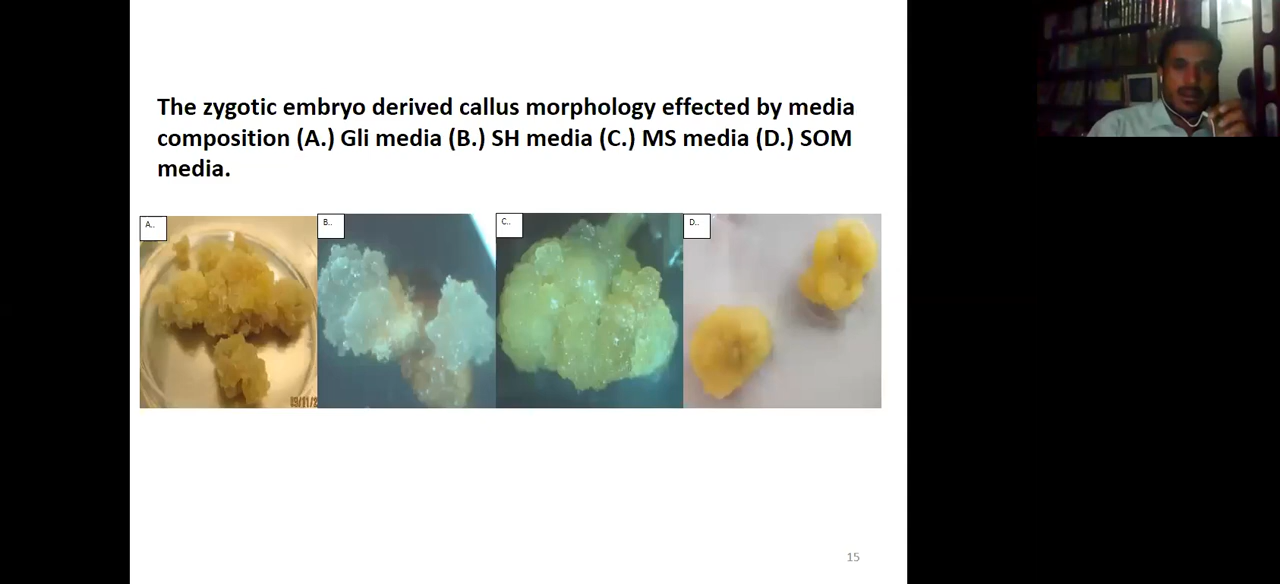 The zygotic embryo derived callus morphology effected by media
composition (A.) Gli media (B.) SH media (C.) MS media (D.) SOM
media.
A..
B..
C..
D..
15